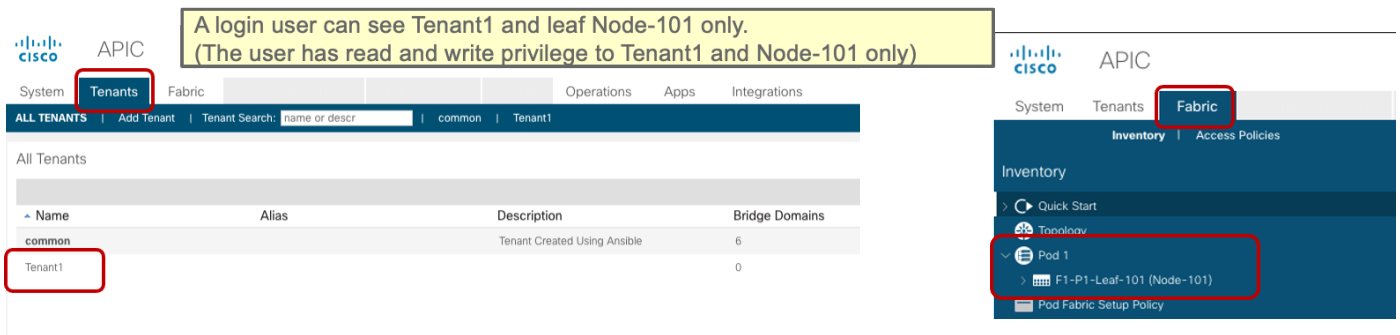 A login user can see Tenant1 and leaf Node-101 only.
(The user has read and write privilege to Tenant1 and Node-101 only)
CISCO APIC
System Tenants Fabric Operations Apps Integrations
ALL TENANTS | Add Tenant | Tenant Search: name or descr | common | Tenant1
All Tenants
Name Alias Description Bridge Domains
common Tenant Created Using Ansible 6
Tenant1 0
CISCO APIC
System Tenants Fabric
Inventory | Access Policies
Inventory
Quick Start
Topology
Pod 1
F1-P1-Leaf-101 (Node-101)
Pod Fabric Setup Policy